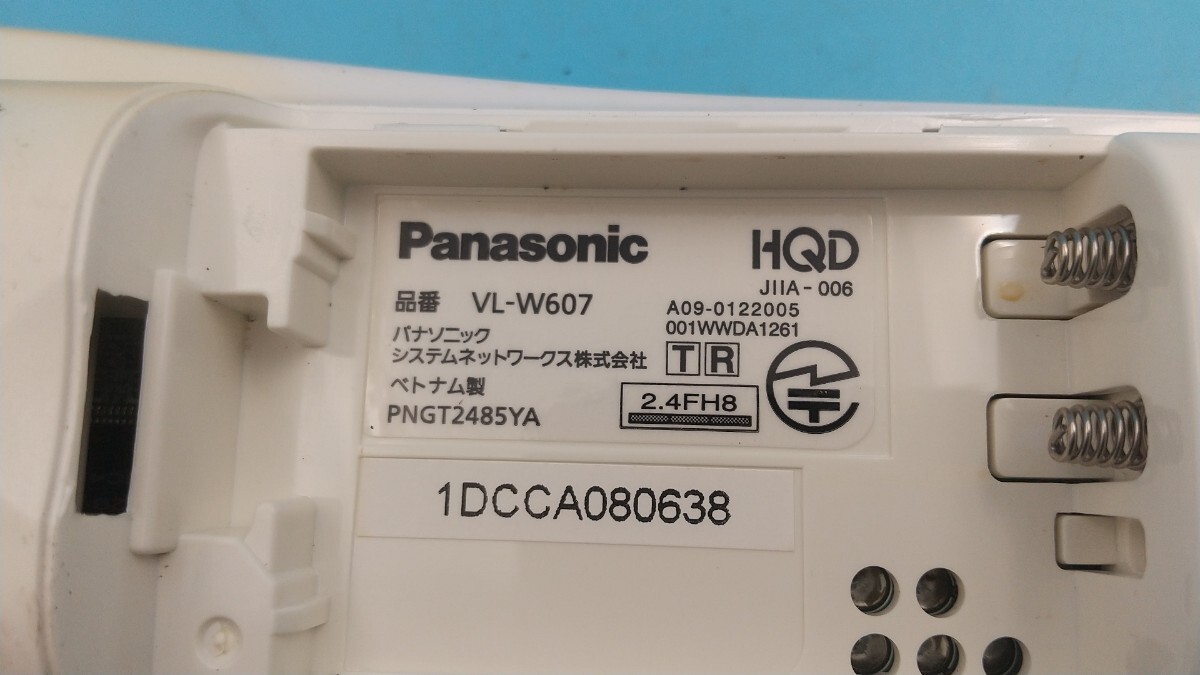 Panasonic
HQD
JIIA-006
品番 VL-W607
A09-0122005
001WWDA1261
パナソニック
システムネットワークス株式会社
T R
ベトナム製
PNGT2485YA
2.4FH8
1DCCA080638